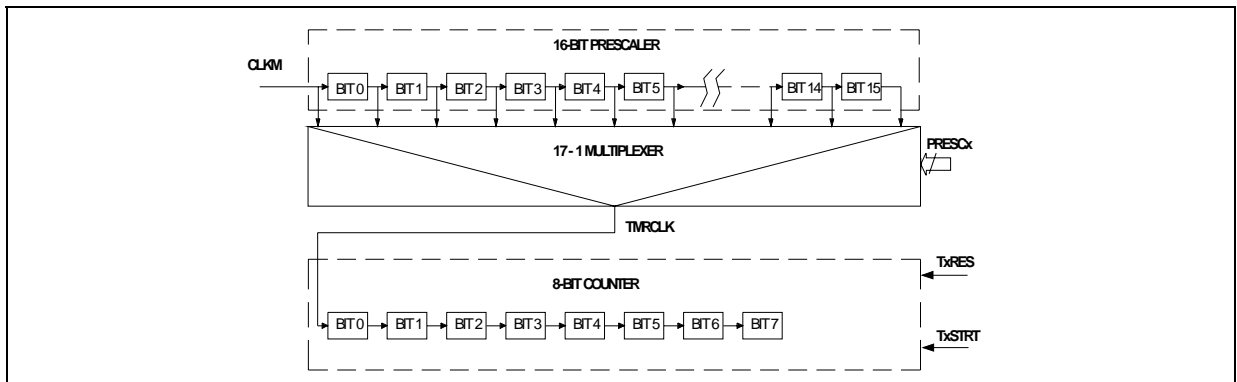 16-BIT PRESCALER
CLKM
BIT0 BIT1 BIT2 BIT3 BIT4 BIT5 BIT14 BIT15
17 - 1 MULTIPLEXER
PRESCx
TMRCLK
TxRES
8-BIT COUNTER
BIT0 BIT1 BIT2 BIT3 BIT4 BIT5 BIT6 BIT7
TxSTRT